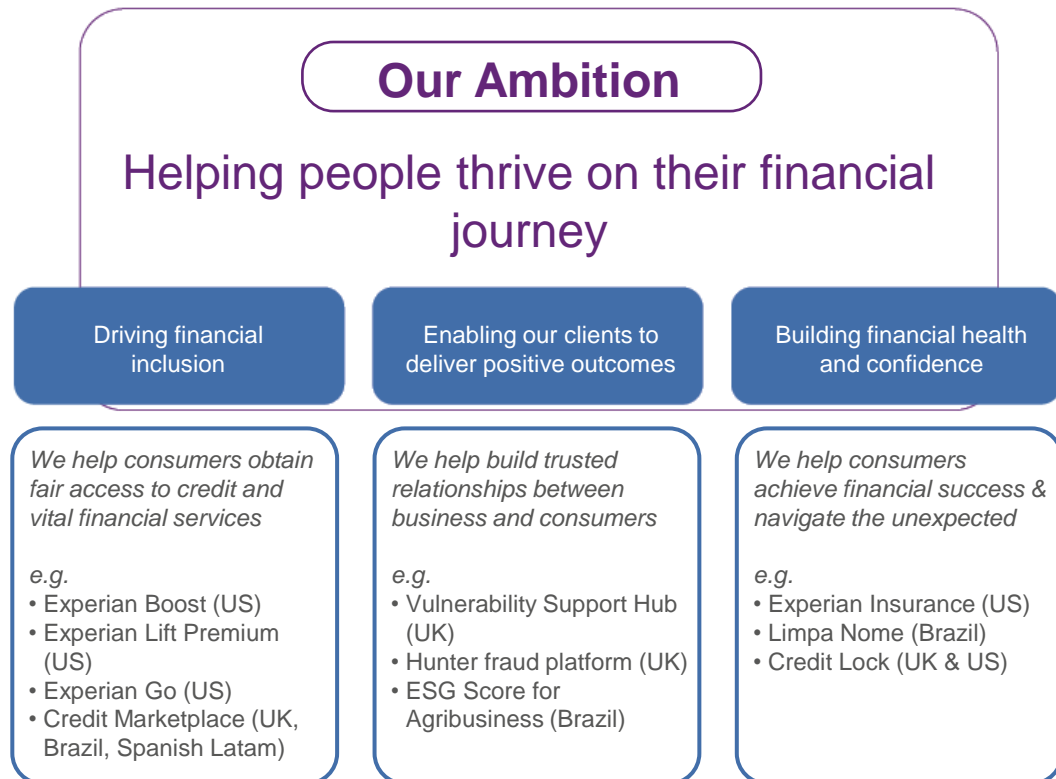 Our Ambition
Helping people thrive on their financial
journey
Driving financial
inclusion
Enabling our clients to
deliver positive outcomes
Building financial health
and confidence
We help consumers obtain
fair access to credit and
vital financial services
e.g.
• Experian Boost (US)
• Experian Lift Premium
(US)
• Experian Go (US)
• Credit Marketplace (UK,
Brazil, Spanish Latam)
We help build trusted
relationships between
business and consumers
e.g.
• Vulnerability Support Hub
(UK)
• Hunter fraud platform (UK)
• ESG Score for
Agribusiness (Brazil)
We help consumers
achieve financial success &
navigate the unexpected
e.g.
• Experian Insurance (US)
• Limpa Nome (Brazil)
• Credit Lock (UK & US)